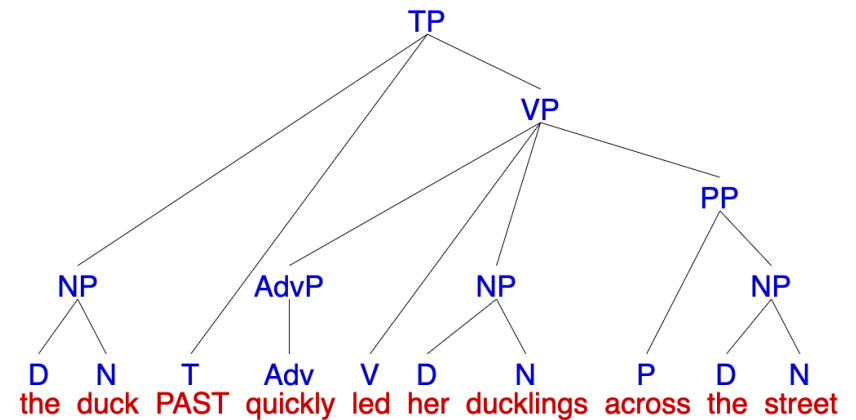 TP
VP
PP
NP AdvP NP NP
D N T Adv V D N P D N
the duck PAST quickly led her ducklings across the street